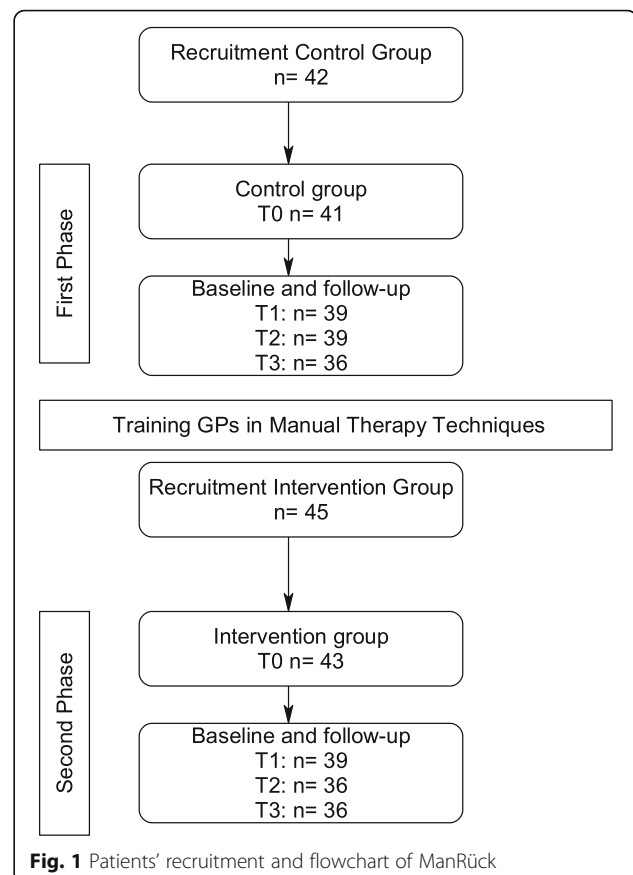 Recruitment Control Group
n= 42
First Phase
Control group
T0 n= 41
Baseline and follow-up
T1: n= 39
T2: n= 39
T3: n= 36
Training GPs in Manual Therapy Techniques
Recruitment Intervention Group
n= 45
Second Phase
Intervention group
T0 n= 43
Baseline and follow-up
T1: n= 39
T2: n= 36
T3: n= 36
Fig. 1 Patients' recruitment and flowchart of ManRück